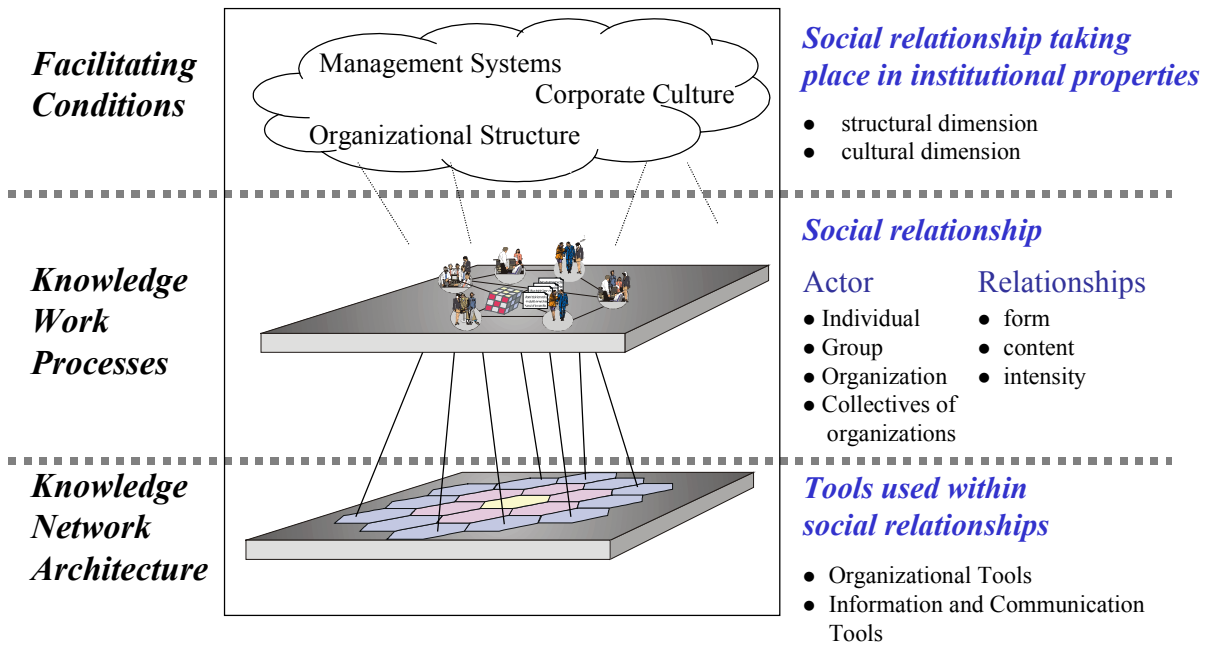 Facilitating
Conditions
Management Systems
Corporate Culture
Organizational Structure
Social relationship taking
place in institutional properties
● structural dimension
● cultural dimension
Knowledge
Work
Processes
Social relationship
Actor
● Individual
● Group
● Organization
● Collectives of
organizations
Relationships
● form
● content
● intensity
Knowledge
Network
Architecture
Tools used within
social relationships
● Organizational Tools
● Information and Communication
Tools